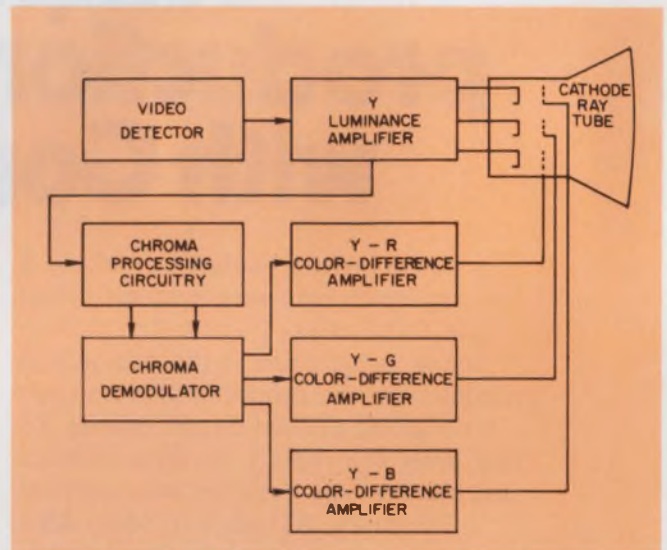 VIDEO
DETECTOR
Y
LUMINANCE
AMPLIFIER
CATHODE
RAY
TUBE
CHROMA
PROCESSING
CIRCUITRY
Y – R
COLOR–DIFFERENCE
AMPLIFIER
CHROMA
DEMODULATOR
Y – G
COLOR–DIFFERENCE
AMPLIFIER
Y – B
COLOR–DIFFERENCE
AMPLIFIER